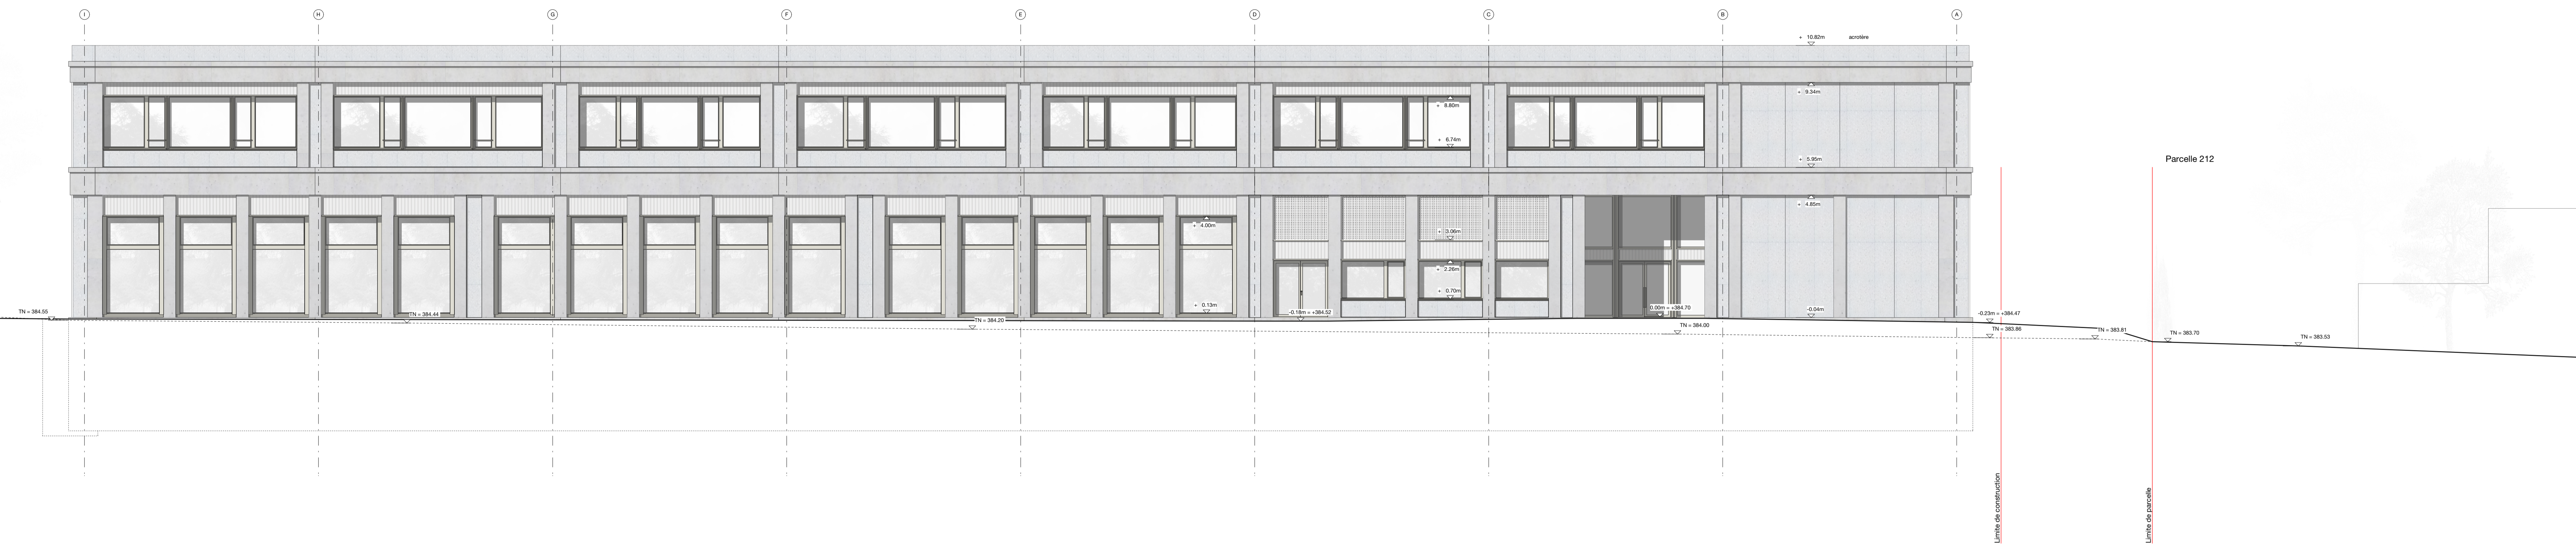 I
H
G
F
E
D
C
B
A
+ 10.82m acrotère
+ 9.34m
+ 8.80m
+ 6.74m
+ 5.95m
Parcelle 212
+ 4.85m
+ 4.00m
+ 3.06m
+ 2.26m
+ 0.70m
+ 0.13m
0.00m = +384.70
-0.04m
-0.18m = +384.52
-0.23m = +384.47
TN = 384.55
TN = 384.44
TN = 384.20
TN = 384.00
TN = 383.86
TN = 383.81
TN = 383.70
TN = 383.53
Limite de construction
Limite de parcelle